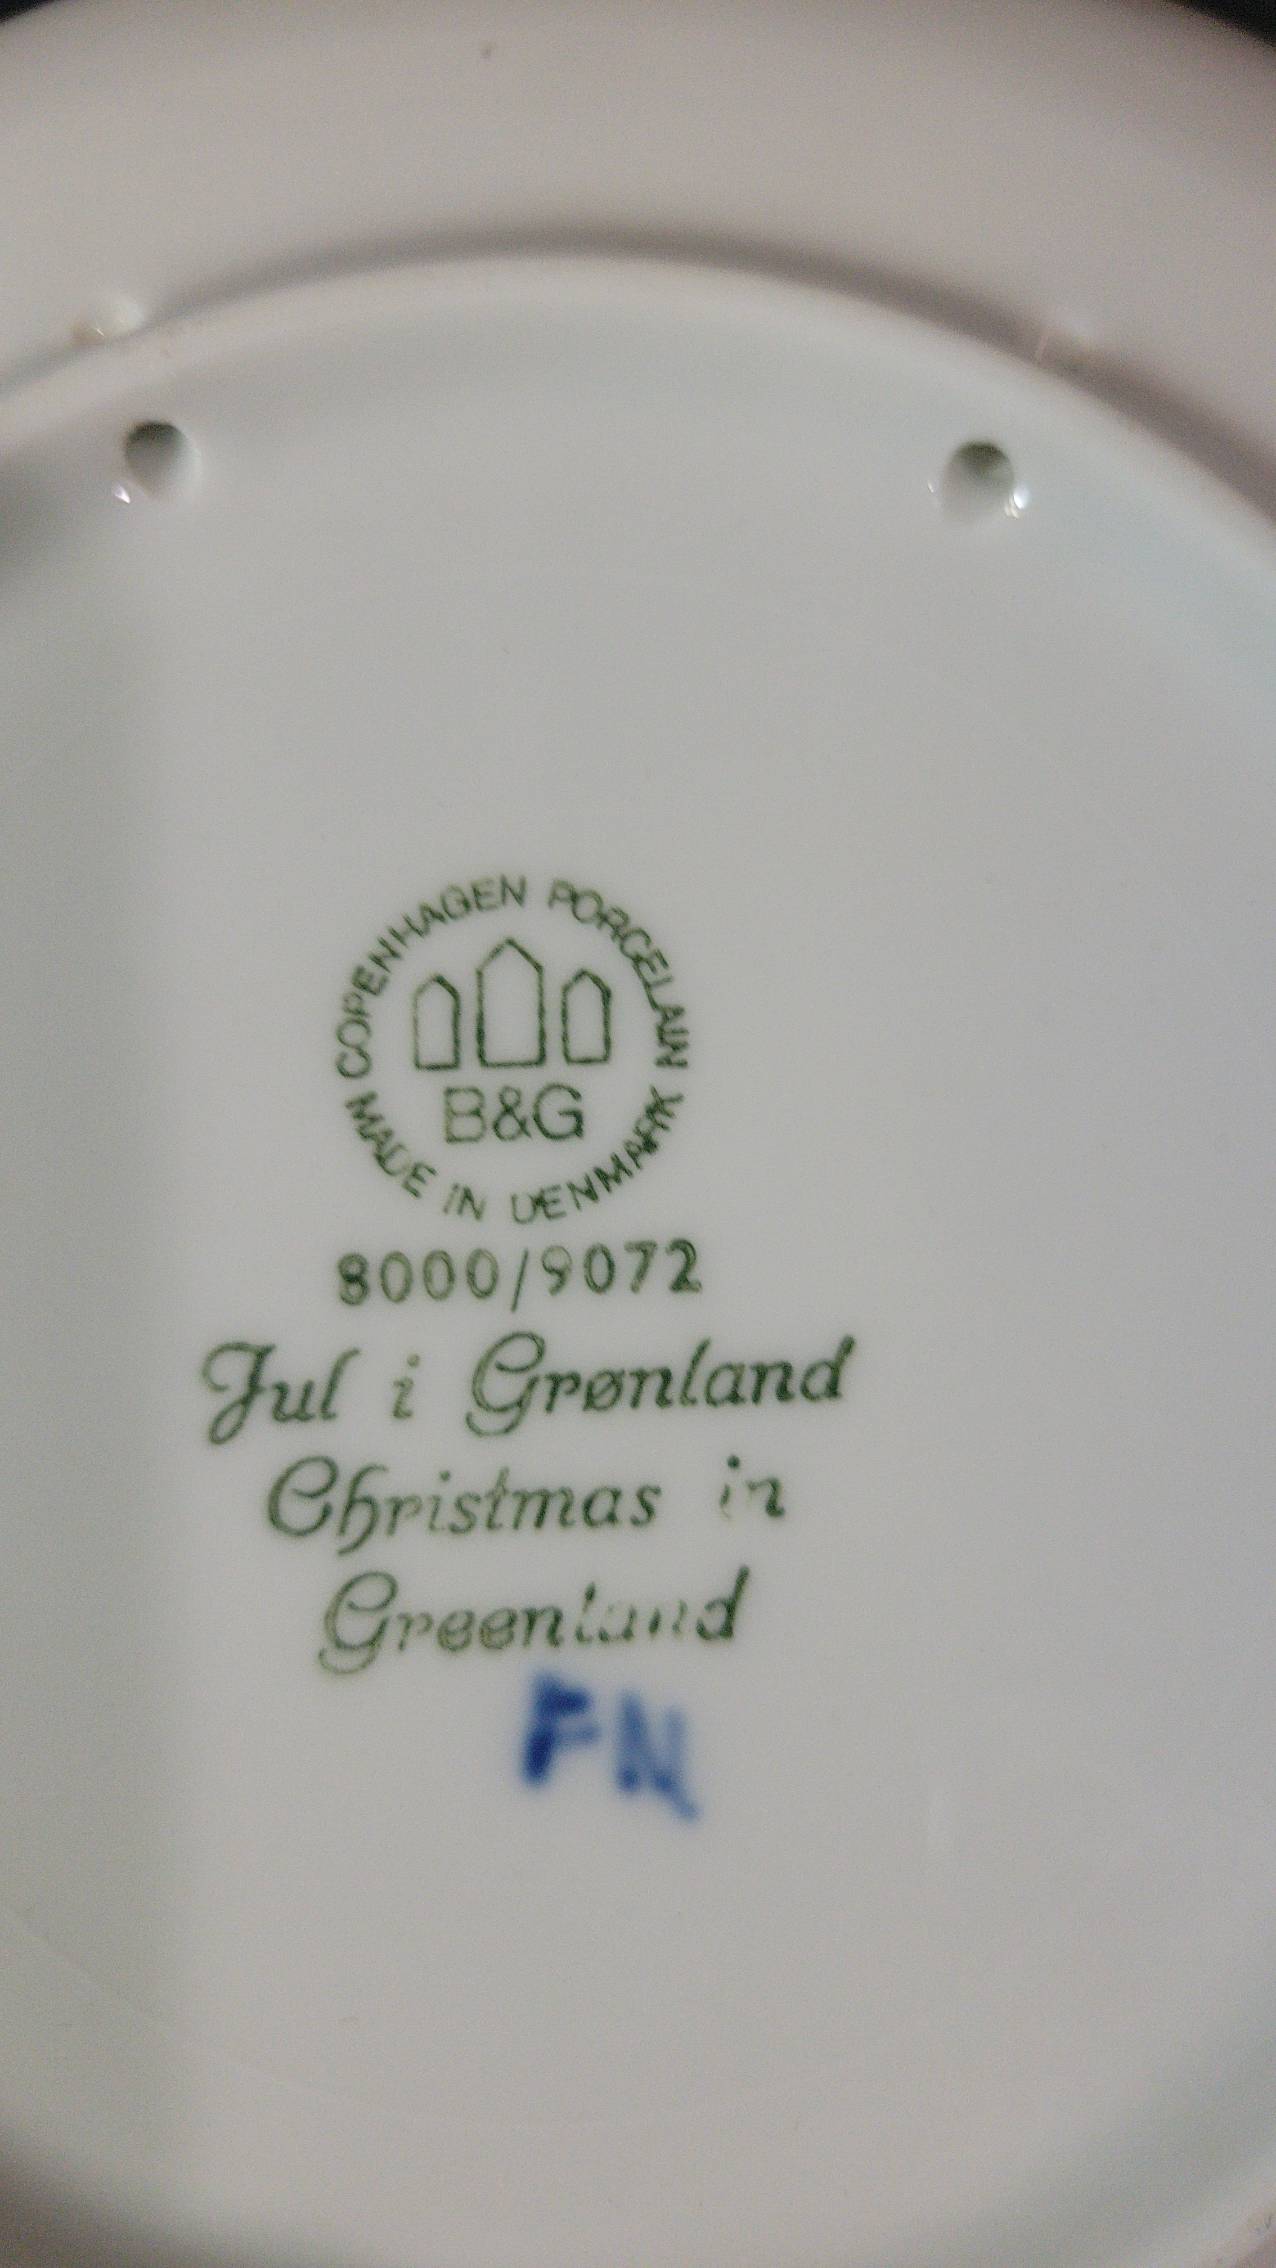 COPENHAGEN PORCELAIN
MADE IN DENMARK
B&G
8000/9072
Jul i Grønland
Christmas in
Greenland
FN